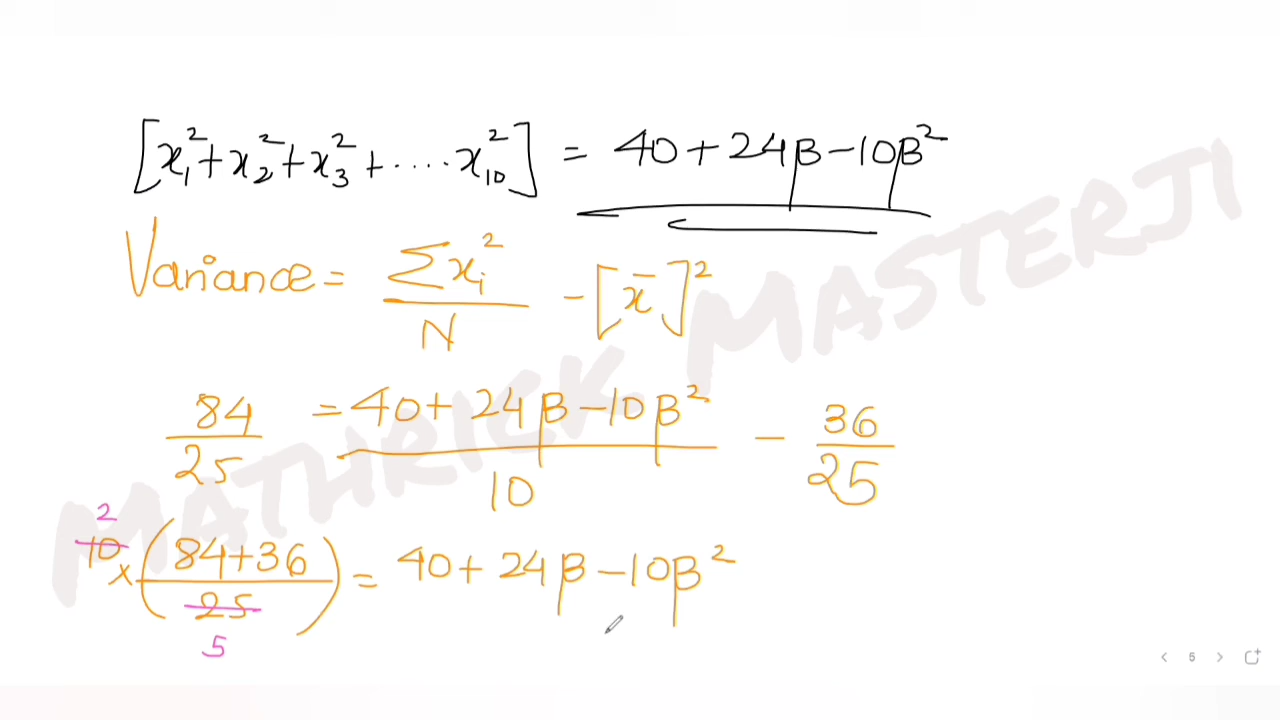 [x₁² + x₂² + x₃² + .... x₁₀²] = 40 + 24β - 10β²
Variance = Σxᵢ² / N - [x̄]²
84/25 = (40 + 24β - 10β²)/10 - 36/25
2
10 × ((84 + 36)/25) = 40 + 24β - 10β²
5
MATHRICK MASTERJI
< 5 >